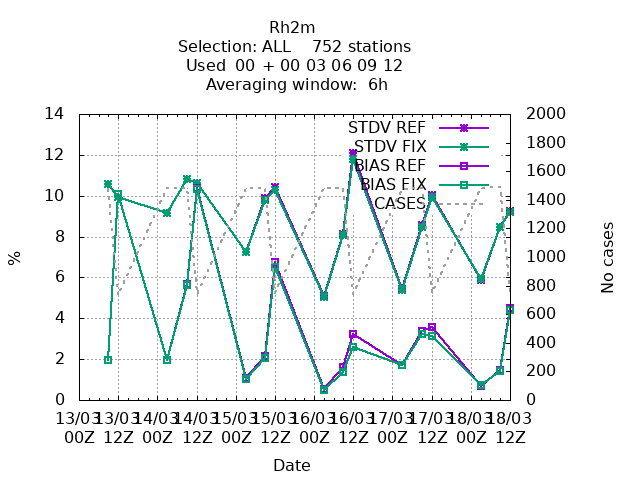 Rh2m
Selection: ALL    752 stations
Used  00 + 00 03 06 09 12
Averaging window:  6h
14 2000
12 1800
10 1600
8 1400
6 1200
4 1000
2 800
0 600
400
200
0
STDV REF
STDV FIX
BIAS REF
BIAS FIX
CASES
%
No cases
13/03 13/03 14/03 14/03 15/03 15/03 16/03 16/03 17/03 17/03 18/03 18/03
00Z 12Z 00Z 12Z 00Z 12Z 00Z 12Z 00Z 12Z 00Z 12Z
Date